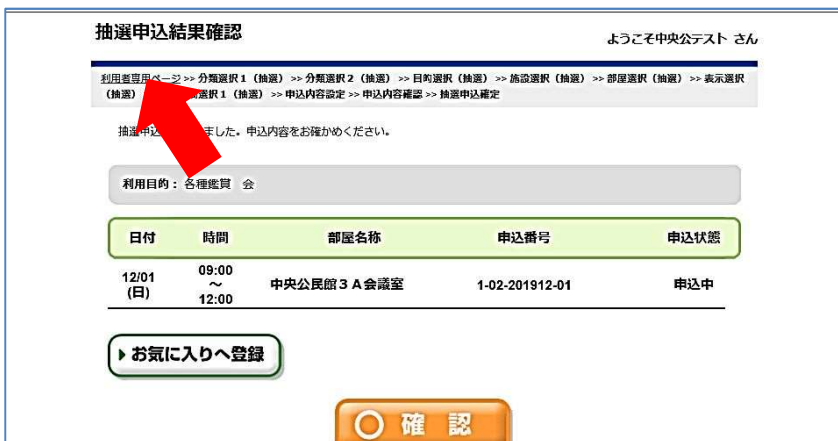 抽選申込結果確認
ようこそ中央公テスト さん
利用者専用ページ >> 分類選択1 (抽選) >> 分類選択2 (抽選) >> 目的選択 (抽選) >> 施設選択 (抽選) >> 部屋選択 (抽選) >> 表示選択
(抽選) 選択1 (抽選) >> 申込内容設定 >> 申込内容確認 >> 抽選申込確定
抽選申込 ました。申込内容をお確かめください。
利用目的: 各種鑑賞 会
日付 時間 部屋名称 申込番号 申込状態
12/01
(日)
09:00
~
12:00
中央公民館3A会議室 1-02-201912-01 申込中
お気に入りへ登録
確 認